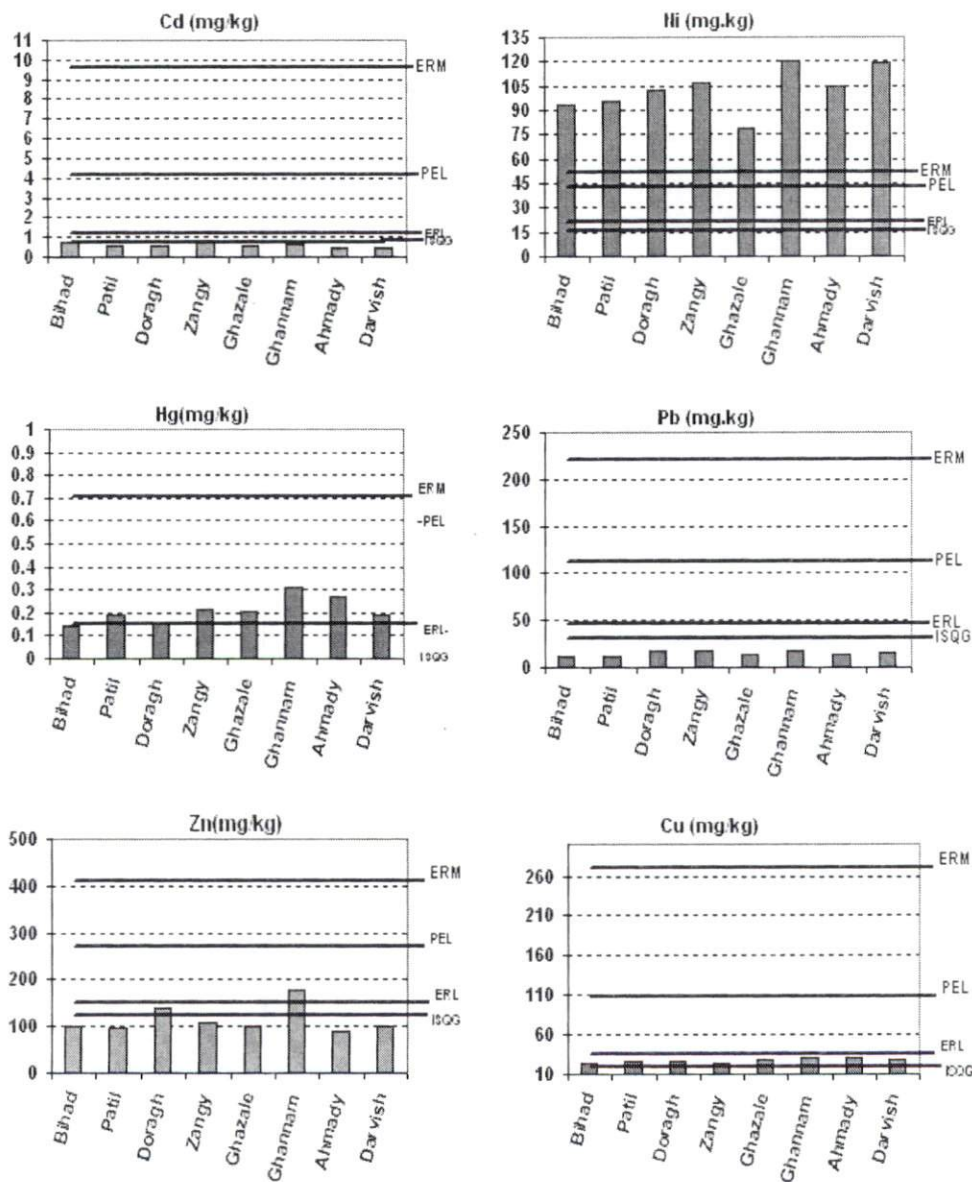 Cd (mg/kg)
11
10
9
8
7
6
5
4
3
2
1
0
ERM
PEL
ERL
ISQG
Bihad
Patil
Doragh
Zangy
Ghazale
Ghannam
Ahmady
Darvish
Ni (mg.kg)
135
120
105
90
75
60
45
30
15
0
ERM
PEL
ERL
ISQG
Bihad
Patil
Doragh
Zangy
Ghazale
Ghannam
Ahmady
Darvish
Hg(mg/kg)
1
0.9
0.8
0.7
0.6
0.5
0.4
0.3
0.2
0.1
0
ERM
-PEL
ERL-
ISQG
Bihad
Patil
Doragh
Zangy
Ghazale
Ghannam
Ahmady
Darvish
Pb (mg.kg)
250
200
150
100
50
0
ERM
PEL
ERL
ISQG
Bihad
Patil
Doragh
Zangy
Ghazale
Ghannam
Ahmady
Darvish
Zn(mg/kg)
500
400
300
200
100
0
ERM
PEL
ERL
ISQG
Bihad
Patil
Doragh
Zangy
Ghazale
Ghannam
Ahmady
Darvish
Cu (mg/kg)
260
210
160
110
60
10
ERM
PEL
ERL
ISQG
Bihad
Patil
Doragh
Zangy
Ghazale
Ghannam
Ahmady
Darvish